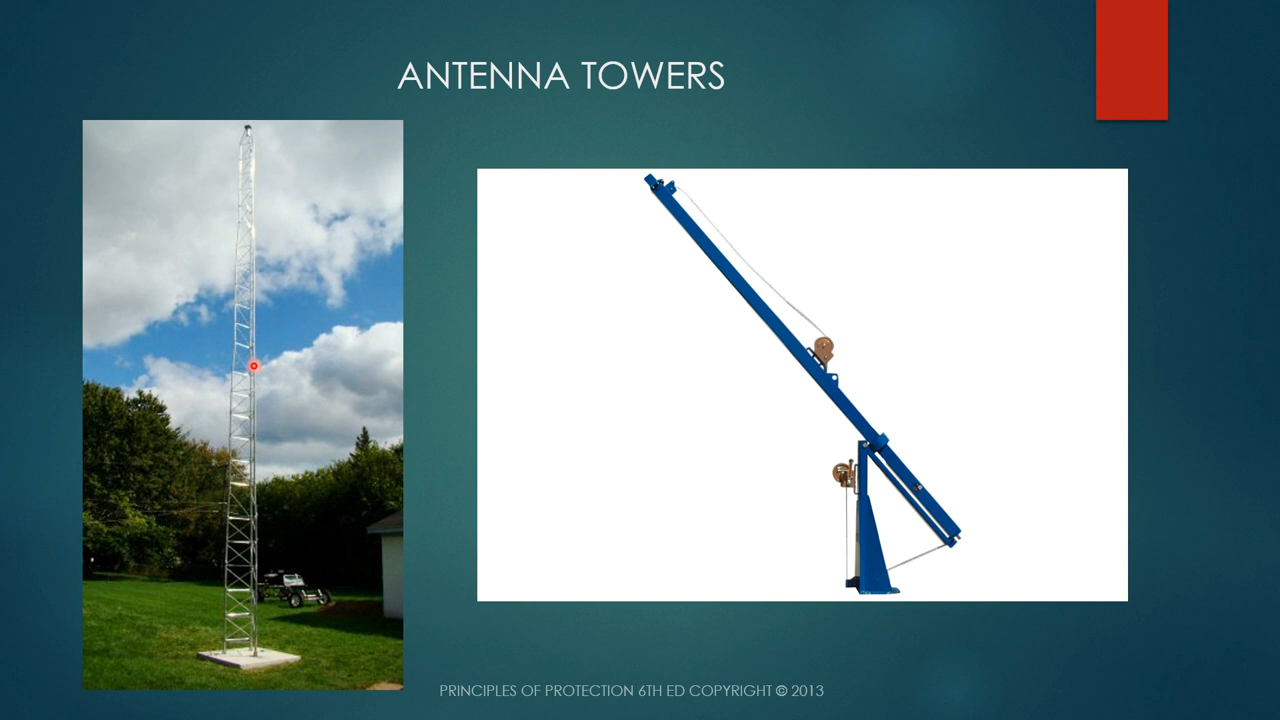 ANTENNA TOWERS
PRINCIPLES OF PROTECTION 6TH ED COPYRIGHT © 2013